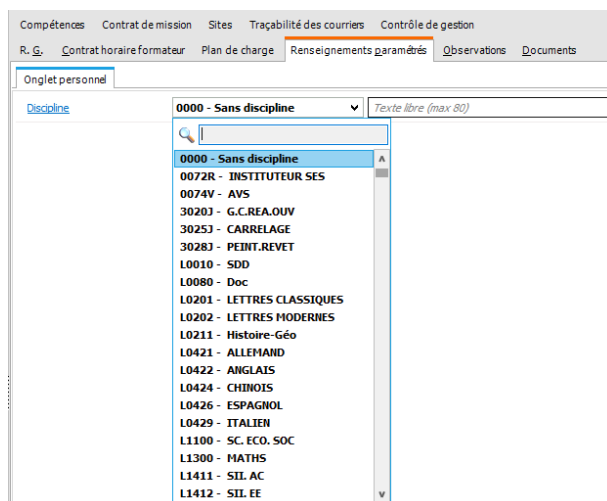 Compétences Contrat de mission Sites Traçabilité des courriers Contrôle de gestion
R. G. Contrat horaire formateur Plan de charge Renseignements paramétrés Observations Documents
Onglet personnel
Discipline 0000 - Sans discipline Texte libre (max 80)
0000 - Sans discipline
0072R - INSTITUTEUR SES
0074V - AVS
3020J - G.C.REA.OUV
3025J - CARRELAGE
3028J - PEINT.REVET
L0010 - SDD
L0080 - Doc
L0201 - LETTRES CLASSIQUES
L0202 - LETTRES MODERNES
L0211 - Histoire-Géo
L0421 - ALLEMAND
L0422 - ANGLAIS
L0424 - CHINOIS
L0426 - ESPAGNOL
L0429 - ITALIEN
L1100 - SC. ECO. SOC
L1300 - MATHS
L1411 - SII. AC
L1412 - SII. EE